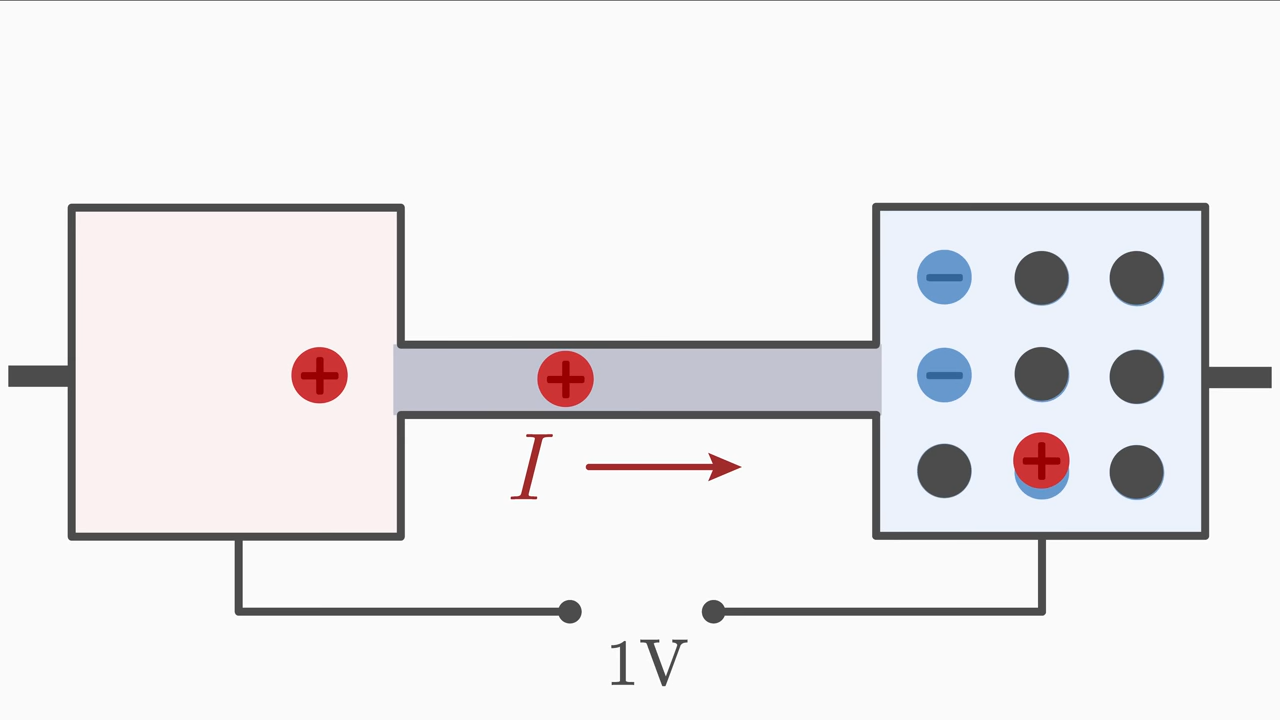 + +
− −
+
I
1V